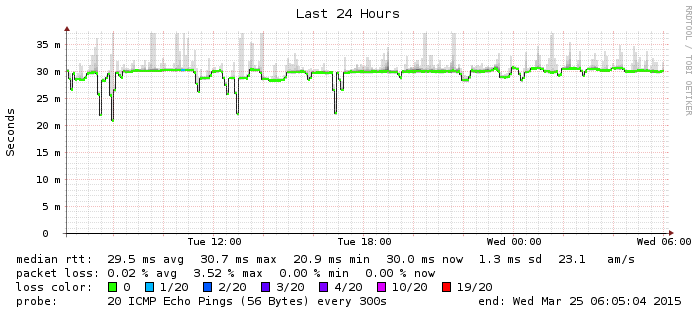 Last 24 Hours
RRDTOOL / TOBI OETIKER
Seconds
35 m
30 m
25 m
20 m
15 m
10 m
5 m
0
Tue 12:00 Tue 18:00 Wed 00:00 Wed 06:00
median rtt: 29.5 ms avg 30.7 ms max 20.9 ms min 30.0 ms now 1.3 ms sd 23.1 am/s
packet loss: 0.02 % avg 3.52 % max 0.00 % min 0.00 % now
loss color: 0 1/20 2/20 3/20 4/20 10/20 19/20
probe: 20 ICMP Echo Pings (56 Bytes) every 300s end: Wed Mar 25 06:05:04 2015